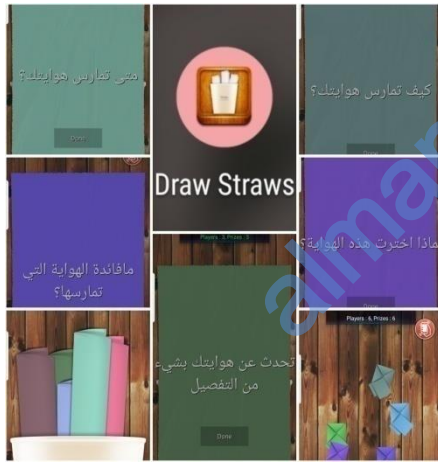 متى تمارس هوايتك؟
Done
Draw Straws
كيف تمارس هوايتك؟
Done
مافائدة الهواية التي
تمارسها؟
Players : 3, Prizes : 3
ماذا اخترت هذه الهواية؟
Done
تحدث عن هوايتك بشيء
من التفصيل
Done
Players : 6, Prizes : 6